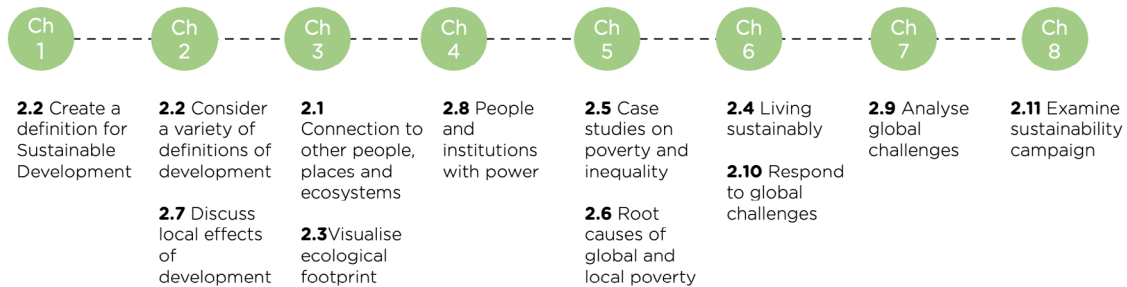 Ch
1
Ch
2
Ch
3
Ch
4
Ch
5
Ch
6
Ch
7
Ch
8
2.2 Create a
definition for
Sustainable
Development
2.2 Consider
a variety of
definitions of
development
2.7 Discuss
local effects
of
development
2.1
Connection to
other people,
places and
ecosystems
2.3Visualise
ecological
footprint
2.8 People
and
institutions
with power
2.5 Case
studies on
poverty and
inequality
2.6 Root
causes of
global and
local poverty
2.4 Living
sustainably
2.10 Respond
to global
challenges
2.9 Analyse
global
challenges
2.11 Examine
sustainability
campaign